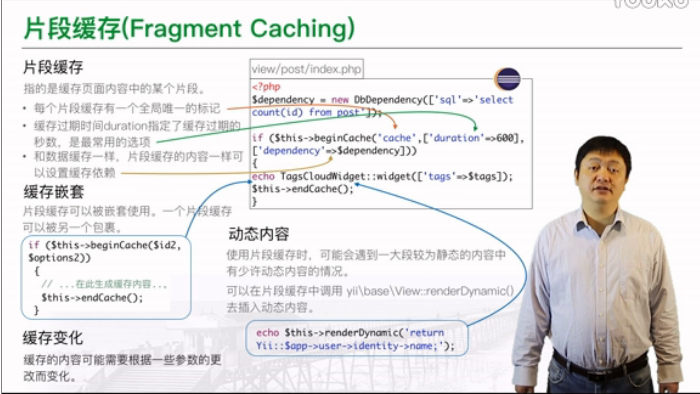 片段缓存(Fragment Caching)
片段缓存
指的是缓存页面内容中的某个片段。
• 每个片段缓存有一个全局唯一的标记
• 缓存过期时间duration指定了缓存过期的
秒数，是最常用的选项
• 和数据缓存一样，片段缓存的内容一样可
以设置缓存依赖
view/post/index.php
<?php
$dependency = new DbDependency(['sql'=>'select
count(id) from post']);
if ($this->beginCache('cache',['duration'=>600],
['dependency'=>$dependency]))
{
echo TagsCloudWidget::widget(['tags'=>$tags]);
$this->endCache();
}
缓存嵌套
片段缓存可以被嵌套使用。一个片段缓存
可以被另一个包裹。
if ($this->beginCache($id2,
$options2))
{
// ...在此生成缓存内容...
$this->endCache();
}
动态内容
使用片段缓存时，可能会遇到一大段较为静态的内容中
有少许动态内容的情况。
可以在片段缓存中调用 yii\base\View::renderDynamic()
去插入动态内容。
echo $this->renderDynamic('return
Yii::$app->user->identity->name;');
缓存变化
缓存的内容可能需要根据一些参数的更
改而变化。